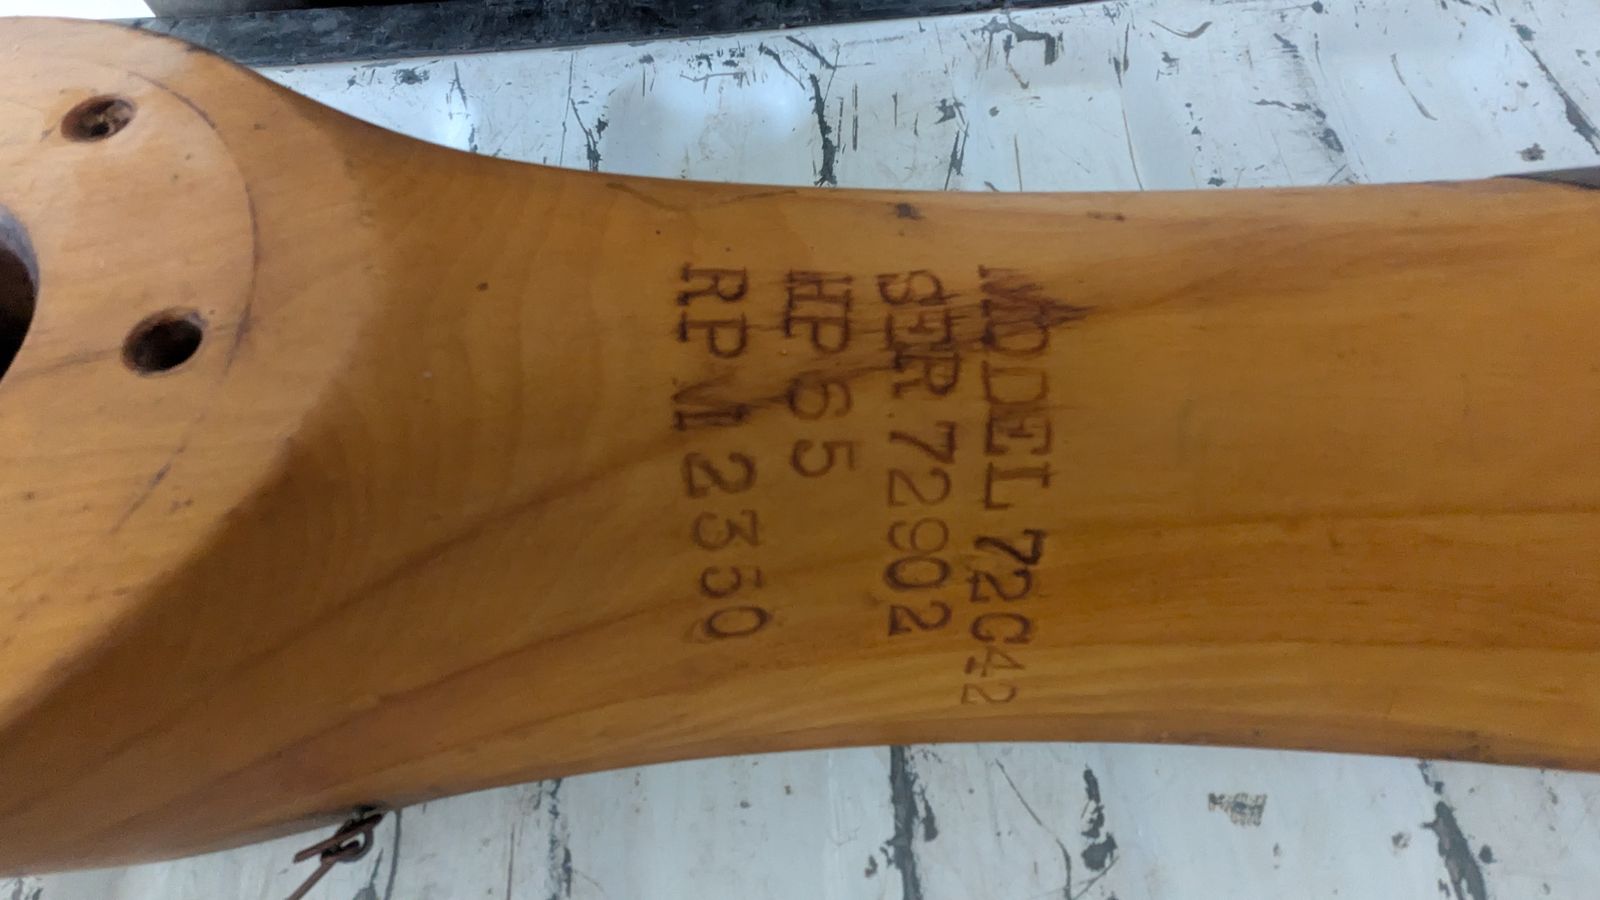 MODEL 72C42
SER 72902
HP 65
RPM 2350